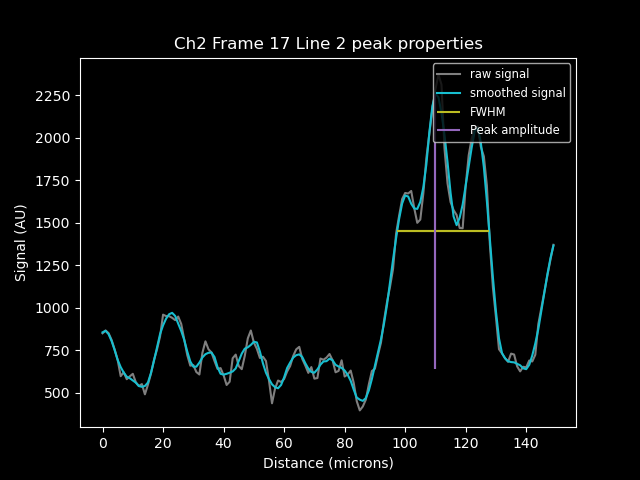 Ch2 Frame 17 Line 2 peak properties
raw signal
smoothed signal
FWHM
Peak amplitude
Signal (AU)
2250
2000
1750
1500
1250
1000
750
500
0 20 40 60 80 100 120 140
Distance (microns)